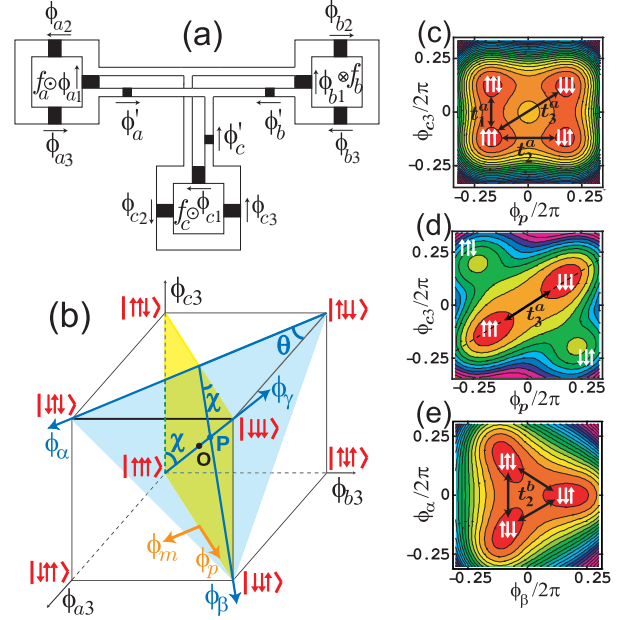 (a)
ϕa2
ϕb2
fa⊙ϕa1
ϕb1⊗fb
ϕ'a
ϕ'b
ϕa3
ϕb3
ϕ'c
ϕc2
fc⊙ϕc1
ϕc3
(b)
ϕc3
|↑↑↓⟩
|↑↓↓⟩
θ
χ
ϕγ
|↓↑↓⟩
ϕα
|↓↓↓⟩
χ
P
O
|↑↑↑⟩
|↑↓↑⟩
ϕb3
ϕm
ϕp
|↓↑↑⟩
|↓↓↑⟩
ϕa3
ϕβ
(c)
ϕc3/2π
0.25
0
-0.25
t1a
t3a
t2a
-0.25 0 0.25
ϕp/2π
(d)
ϕc3/2π
0.25
0
-0.25
↑↑↓
↓↓↓
t3a
↑↑↑
↓↓↑
-0.25 0 0.25
ϕp/2π
(e)
ϕα/2π
0.25
0
-0.25
t2b
↓↓↑
-0.25 0 0.25
ϕβ/2π